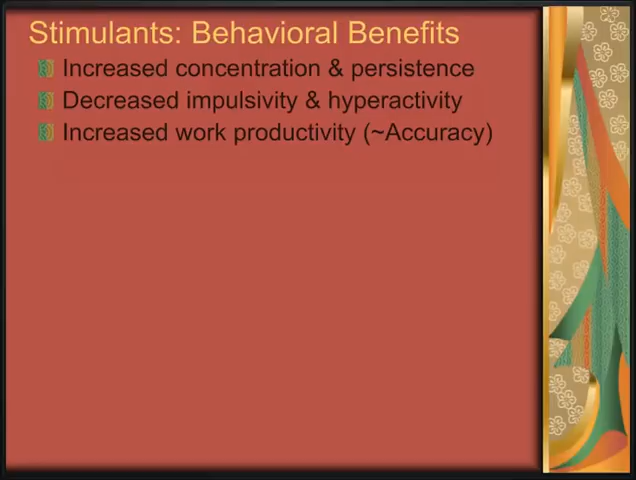 Stimulants: Behavioral Benefits
Increased concentration & persistence
Decreased impulsivity & hyperactivity
Increased work productivity (~Accuracy)